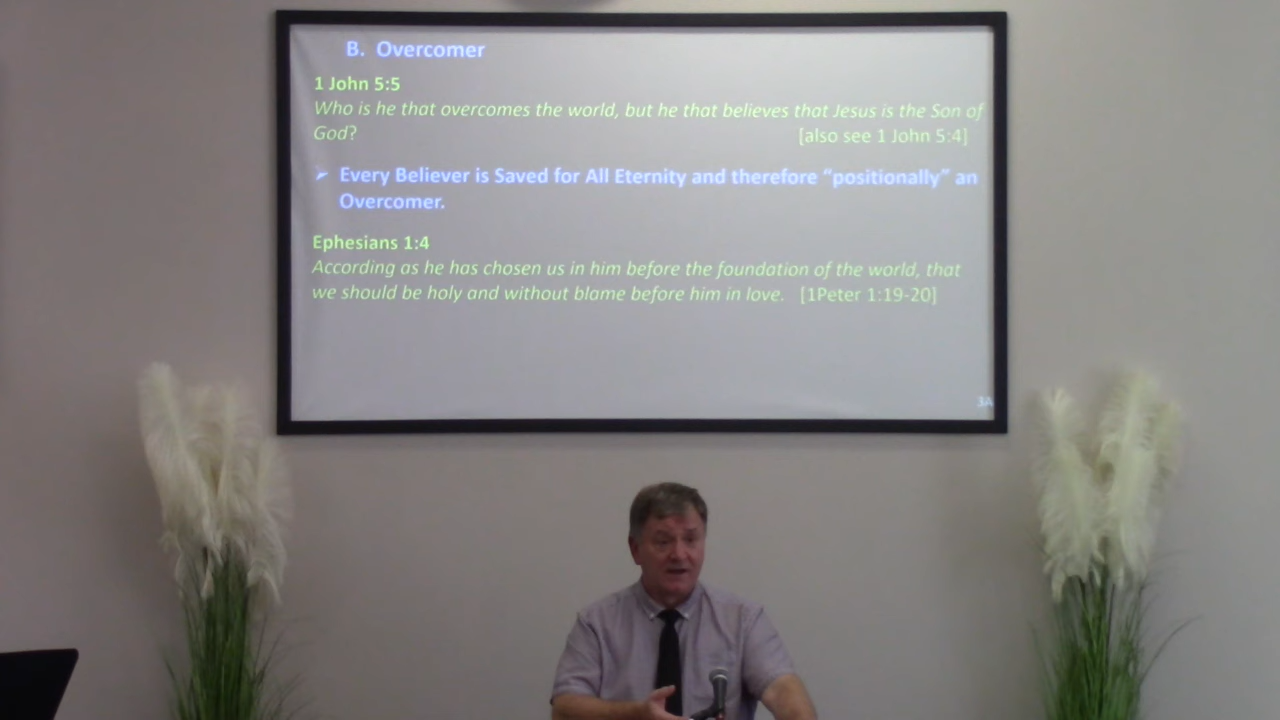 B. Overcomer
1 John 5:5
Who is he that overcomes the world, but he that believes that Jesus is the Son of
God? [also see 1 John 5:4]
➢ Every Believer is Saved for All Eternity and therefore “positionally” an
Overcomer.
Ephesians 1:4
According as he has chosen us in him before the foundation of the world, that
we should be holy and without blame before him in love. [1Peter 1:19-20]
3A